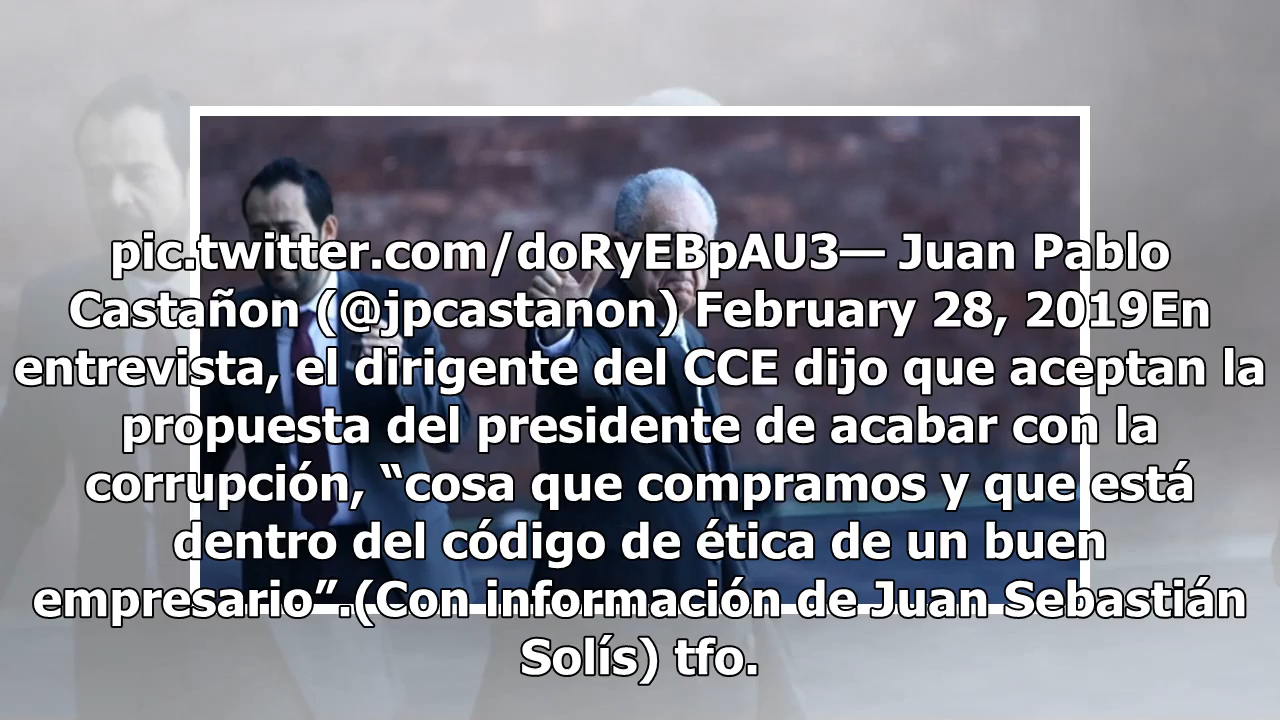 pic.twitter.com/doRyEBpAU3— Juan Pablo
Castañon (@jpcastanon) February 28, 2019En
entrevista, el dirigente del CCE dijo que aceptan la
propuesta del presidente de acabar con la
corrupción, “cosa que compramos y que está
dentro del código de ética de un buen
empresario”.(Con información de Juan Sebastián
Solís) tfo.